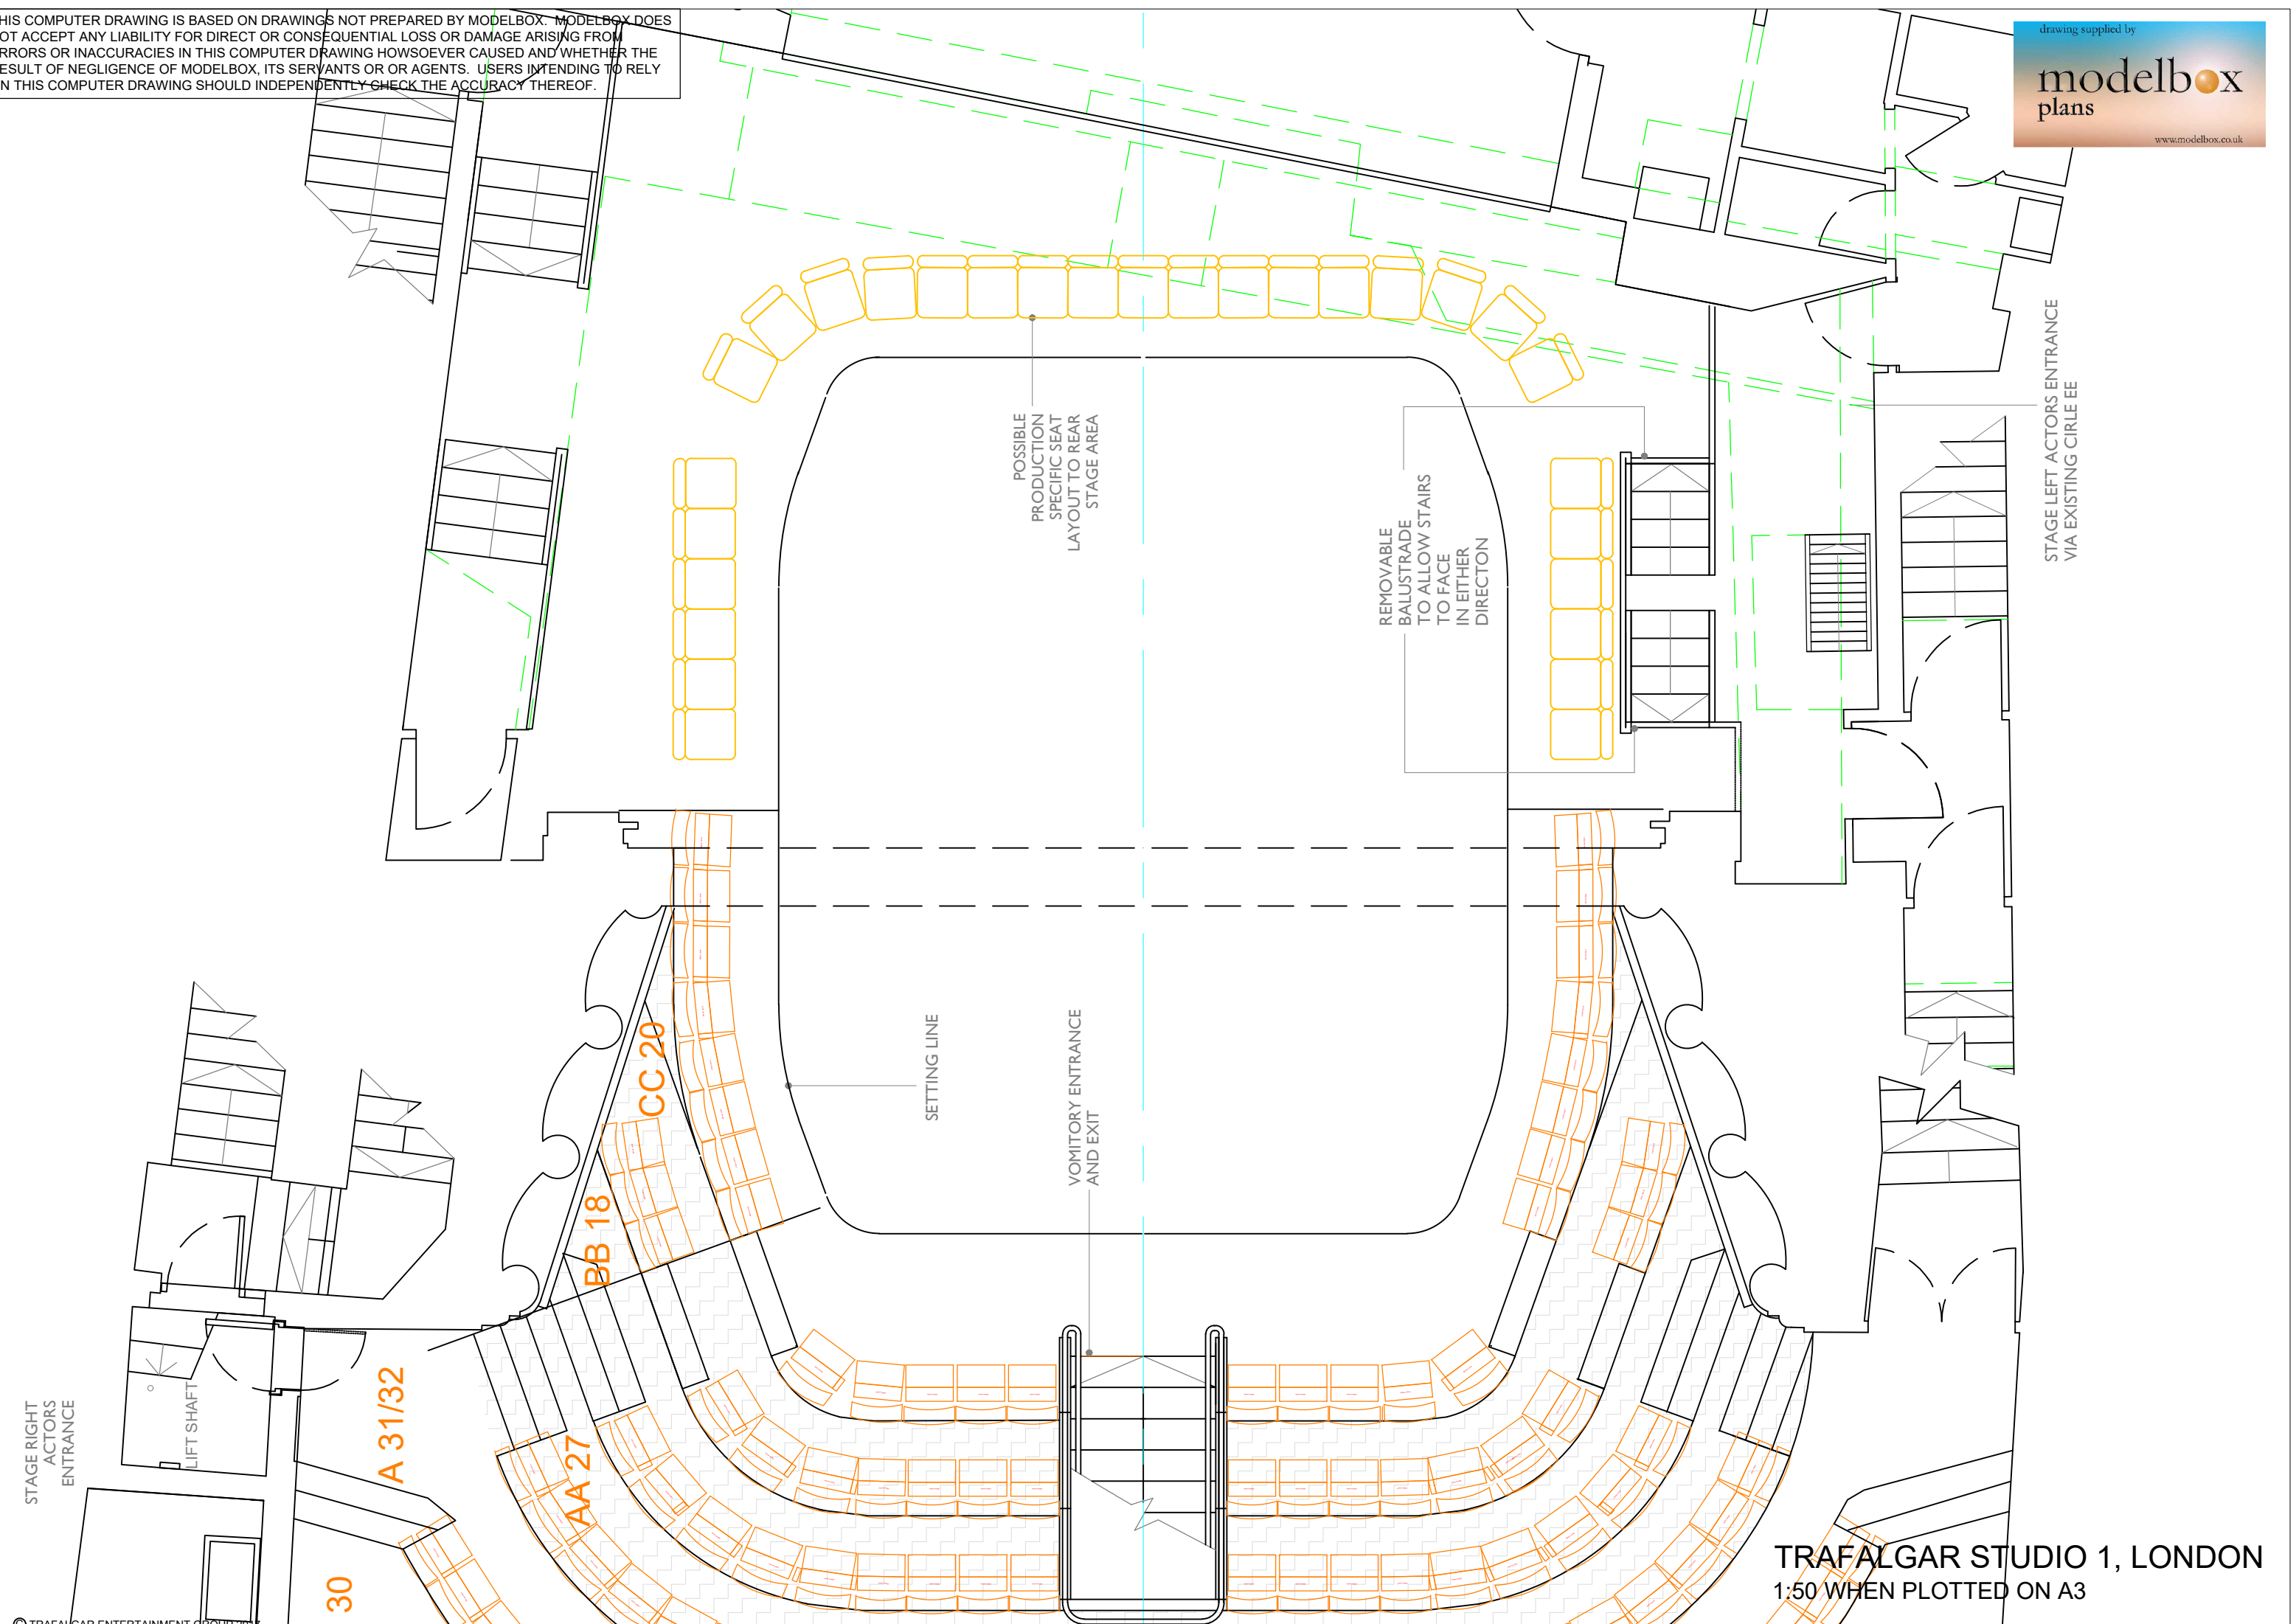 HIS COMPUTER DRAWING IS BASED ON DRAWINGS NOT PREPARED BY MODELBOX. MODELBOX DOES
OT ACCEPT ANY LIABILITY FOR DIRECT OR CONSEQUENTIAL LOSS OR DAMAGE ARISING FROM
RRORS OR INACCURACIES IN THIS COMPUTER DRAWING HOWSOEVER CAUSED AND WHETHER THE
ESULT OF NEGLIGENCE OF MODELBOX, ITS SERVANTS OR OR AGENTS. USERS INTENDING TO RELY
N THIS COMPUTER DRAWING SHOULD INDEPENDENTLY CHECK THE ACCURACY THEREOF.
drawing supplied by
modelbox
plans
www.modelbox.co.uk
POSSIBLE
PRODUCTION
SPECIFIC SEAT
LAYOUT TO REAR
STAGE AREA
REMOVABLE
BALUSTRADE
TO ALLOW STAIRS
TO FACE
IN EITHER
DIRECTON
STAGE LEFT ACTORS ENTRANCE
VIA EXISTING CIRLE EE
SETTING LINE
VOMITORY ENTRANCE
AND EXIT
CC 20
BB 18
AA 27
A 31/32
30
STAGE RIGHT
ACTORS
ENTRANCE
LIFT SHAFT
TRAFALGAR STUDIO 1, LONDON
1:50 WHEN PLOTTED ON A3
© TRAFALGAR ENTERTAINMENT GROUP